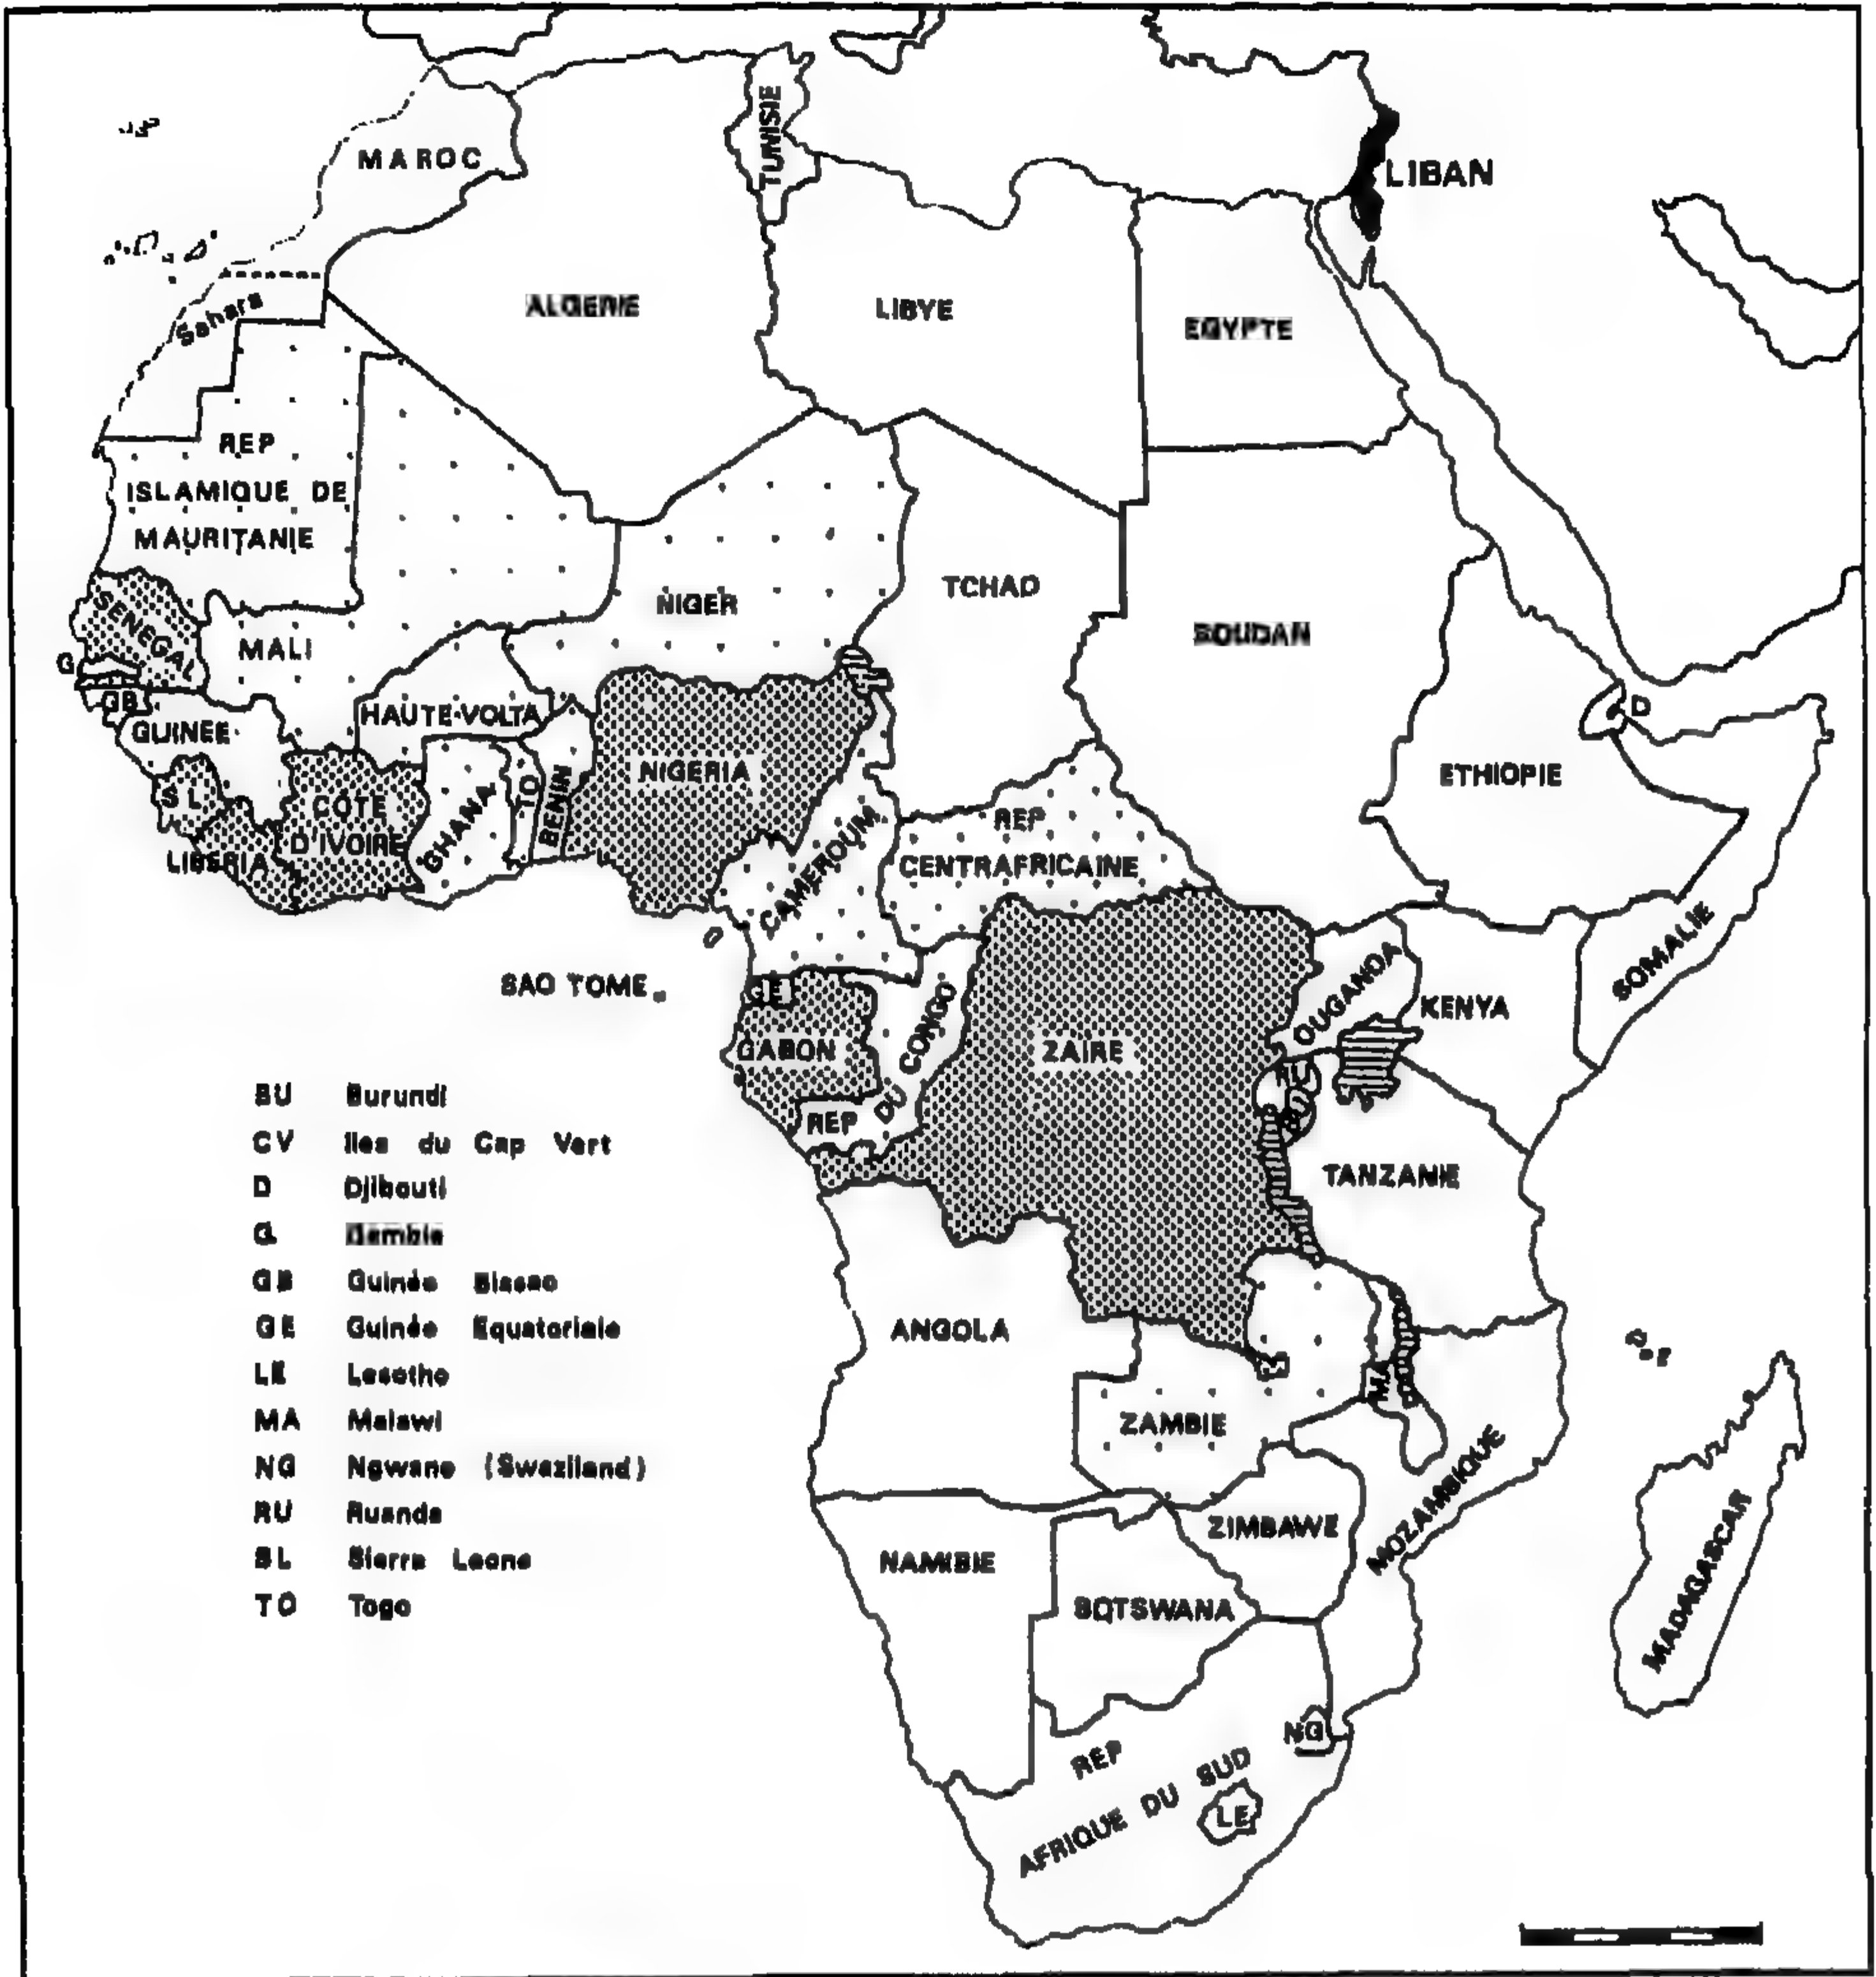 MAROC
TUNISIE
LIBAN
Sahara
ALGERIE
LIBYE
EGYPTE
REP
ISLAMIQUE DE
MAURITANIE
SENEGAL
MALI
NIGER
TCHAD
SOUDAN
G
GB
GUINEE
HAUTE-VOLTA
D
SL
LIBERIA
COTE
D'IVOIRE
GHANA
TO
BENIN
NIGERIA
CAMEROUM
REP
CENTRAFRICAINE
ETHIOPIE
SOMALIE
SAO TOME
GE
GABON
REP
DU CONGO
ZAIRE
OUGANDA
KENYA
TANZANIE
BU Burundi
CV Iles du Cap Vert
D Djibouti
G Gambie
GB Guinée Bissao
GE Guinée Equatoriale
LE Lesotho
MA Malawi
NG Ngwane (Swaziland)
RU Ruanda
SL Sierra Leone
TO Togo
ANGOLA
ZAMBIE
MA
MOZAMBIQUE
ZIMBAWE
NAMIBIE
BOTSWANA
MADAGASCAR
NG
REP
AFRIQUE DU SUD
LE